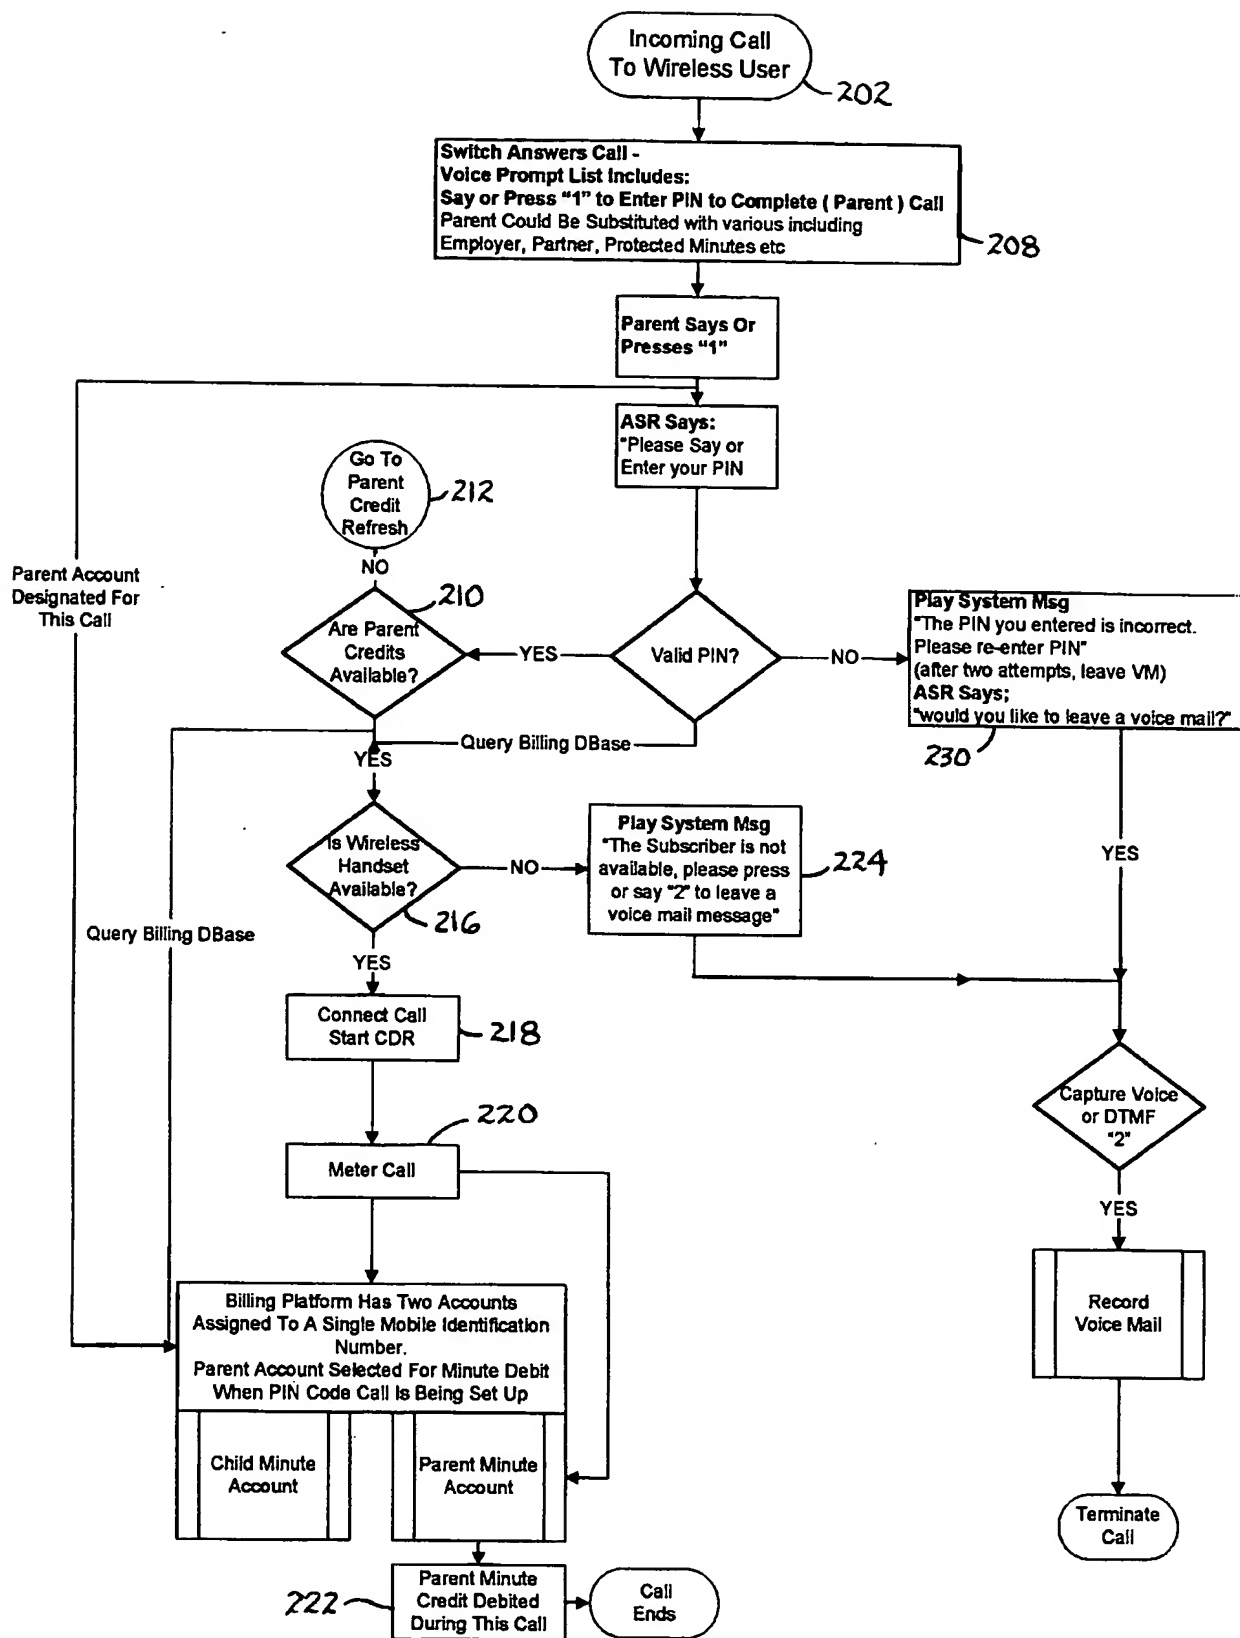 Incoming Call
To Wireless User
202
Switch Answers Call -
Voice Prompt List Includes:
Say or Press "1" to Enter PIN to Complete ( Parent ) Call
Parent Could Be Substituted with various including
Employer, Partner, Protected Minutes etc
208
Parent Says Or
Presses "1"
ASR Says:
"Please Say or
Enter your PIN
Go To
Parent
Credit
Refresh
212
NO
Parent Account
Designated For
This Call
210
Are Parent
Credits
Available?
YES
Valid PIN?
NO
Play System Msg
"The PIN you entered is incorrect.
Please re-enter PIN"
(after two attempts, leave VM)
ASR Says;
"would you like to leave a voice mail?"
230
Query Billing DBase
YES
Is Wireless
Handset
Available?
216
NO
Play System Msg
"The Subscriber is not
available, please press
or say "2" to leave a
voice mail message"
224
YES
Query Billing DBase
YES
Connect Call
Start CDR
218
Capture Voice
or DTMF
"2"
220
Meter Call
YES
Record
Voice Mail
Billing Platform Has Two Accounts
Assigned To A Single Mobile Identification
Number.
Parent Account Selected For Minute Debit
When PIN Code Call Is Being Set Up
Child Minute
Account
Parent Minute
Account
Terminate
Call
222
Parent Minute
Credit Debited
During This Call
Call
Ends